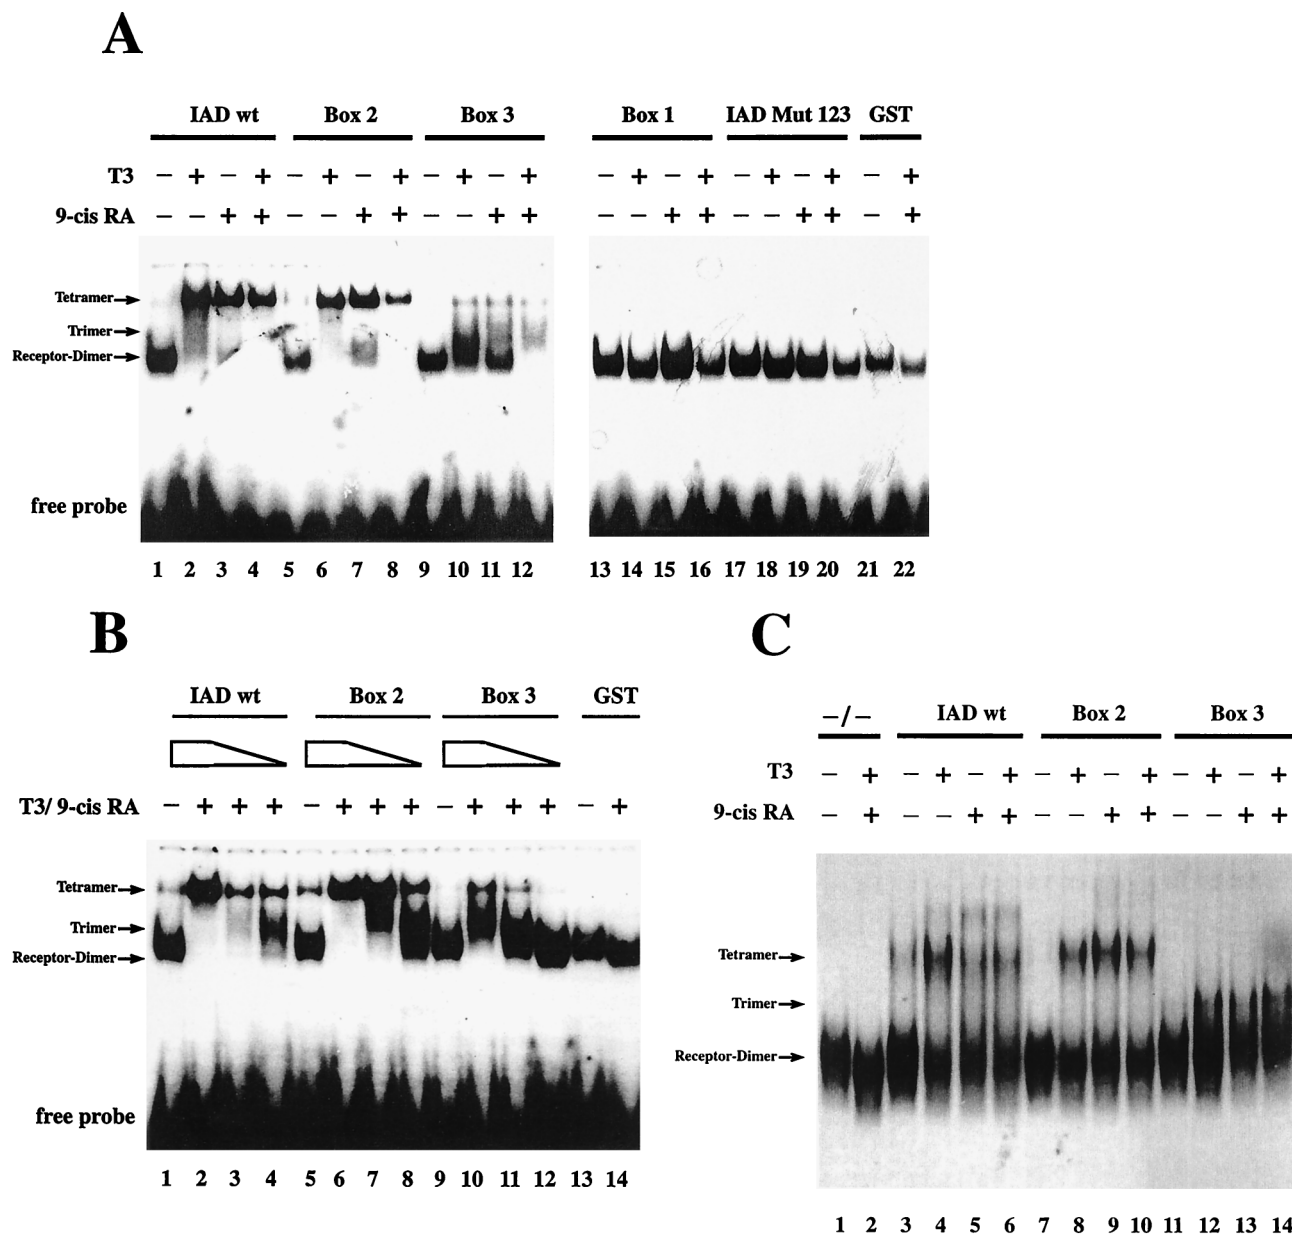 A
IAD wt Box 2 Box 3 Box 1 IAD Mut 123 GST
T3 − + − + − + − + − + − + − + − + − + − + − +
9-cis RA − − + + − − + + − − + + − − + + − − + + − +
Tetramer
Trimer
Receptor-Dimer
free probe
1 2 3 4 5 6 7 8 9 10 11 12 13 14 15 16 17 18 19 20 21 22
B
IAD wt Box 2 Box 3 GST
T3/ 9-cis RA − + + + − + + + − + + + − +
Tetramer
Trimer
Receptor-Dimer
free probe
1 2 3 4 5 6 7 8 9 10 11 12 13 14
C
−/− IAD wt Box 2 Box 3
T3 − + − + − + − + − + − + − +
9-cis RA − + − − + + − − + + − − + +
Tetramer
Trimer
Receptor-Dimer
1 2 3 4 5 6 7 8 9 10 11 12 13 14